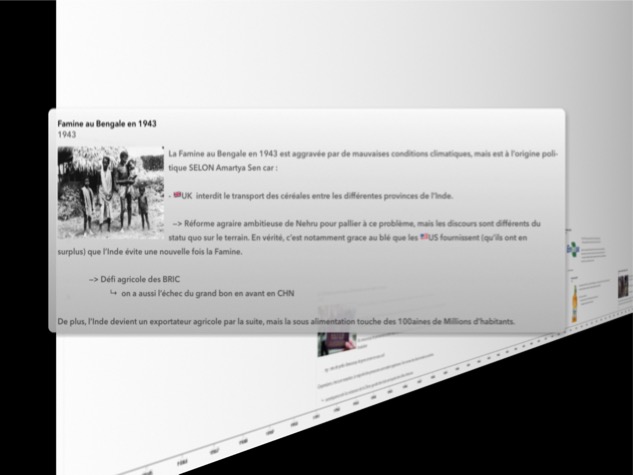 Famine au Bengale en 1943
1943
La Famine au Bengale en 1943 est aggravée par de mauvaises conditions climatiques, mais est à l'origine poli-
tique SELON Amartya Sen car :
- UK interdit le transport des céréales entre les différentes provinces de l'Inde.
--> Réforme agraire ambitieuse de Nehru pour pallier à ce problème, mais les discours sont différents du
statu quo sur le terrain. En vérité, c'est notamment grace au blé que les US fournissent (qu'ils ont en
surplus) que l'Inde évite une nouvelle fois la Famine.
--> Défi agricole des BRIC
↳ on a aussi l'échec du grand bon en avant en CHN
De plus, l'Inde devient un exportateur agricole par la suite, mais la sous alimentation touche des 100aines de Millions d'habitants.